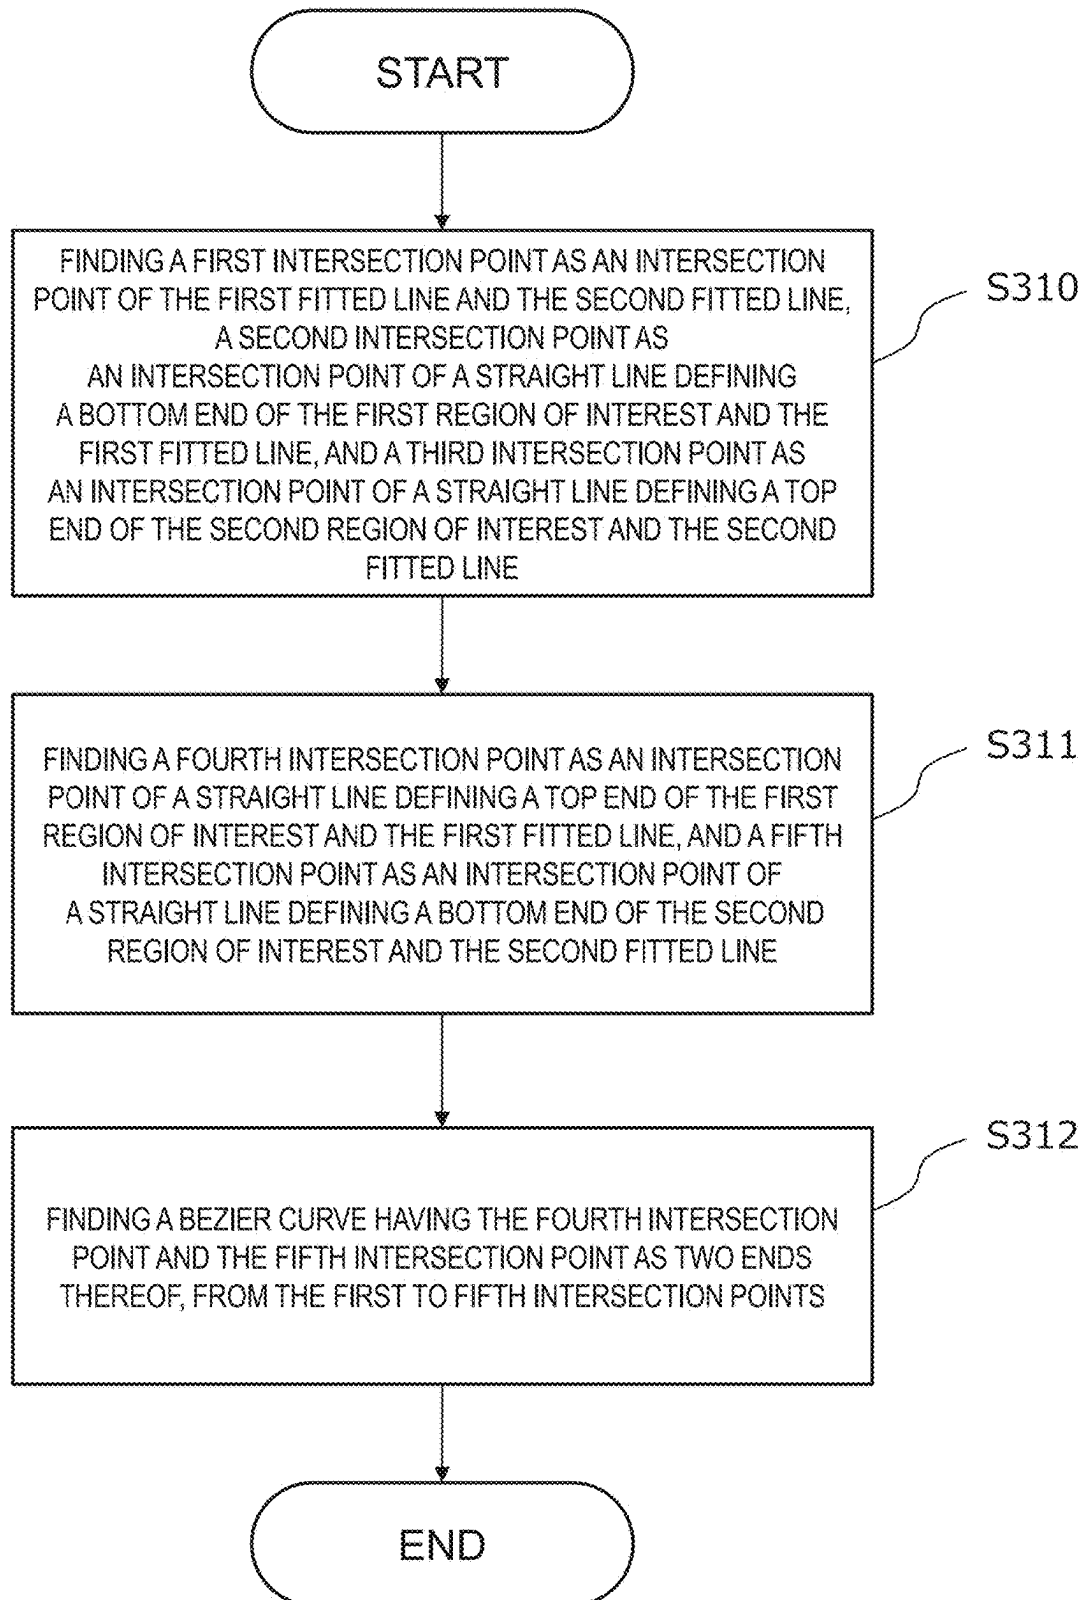 START
FINDING A FIRST INTERSECTION POINT AS AN INTERSECTION
POINT OF THE FIRST FITTED LINE AND THE SECOND FITTED LINE,
A SECOND INTERSECTION POINT AS
AN INTERSECTION POINT OF A STRAIGHT LINE DEFINING
A BOTTOM END OF THE FIRST REGION OF INTEREST AND THE
FIRST FITTED LINE, AND A THIRD INTERSECTION POINT AS
AN INTERSECTION POINT OF A STRAIGHT LINE DEFINING A TOP
END OF THE SECOND REGION OF INTEREST AND THE SECOND
FITTED LINE
S310
FINDING A FOURTH INTERSECTION POINT AS AN INTERSECTION
POINT OF A STRAIGHT LINE DEFINING A TOP END OF THE FIRST
REGION OF INTEREST AND THE FIRST FITTED LINE, AND A FIFTH
INTERSECTION POINT AS AN INTERSECTION POINT OF
A STRAIGHT LINE DEFINING A BOTTOM END OF THE SECOND
REGION OF INTEREST AND THE SECOND FITTED LINE
S311
FINDING A BEZIER CURVE HAVING THE FOURTH INTERSECTION
POINT AND THE FIFTH INTERSECTION POINT AS TWO ENDS
THEREOF, FROM THE FIRST TO FIFTH INTERSECTION POINTS
S312
END